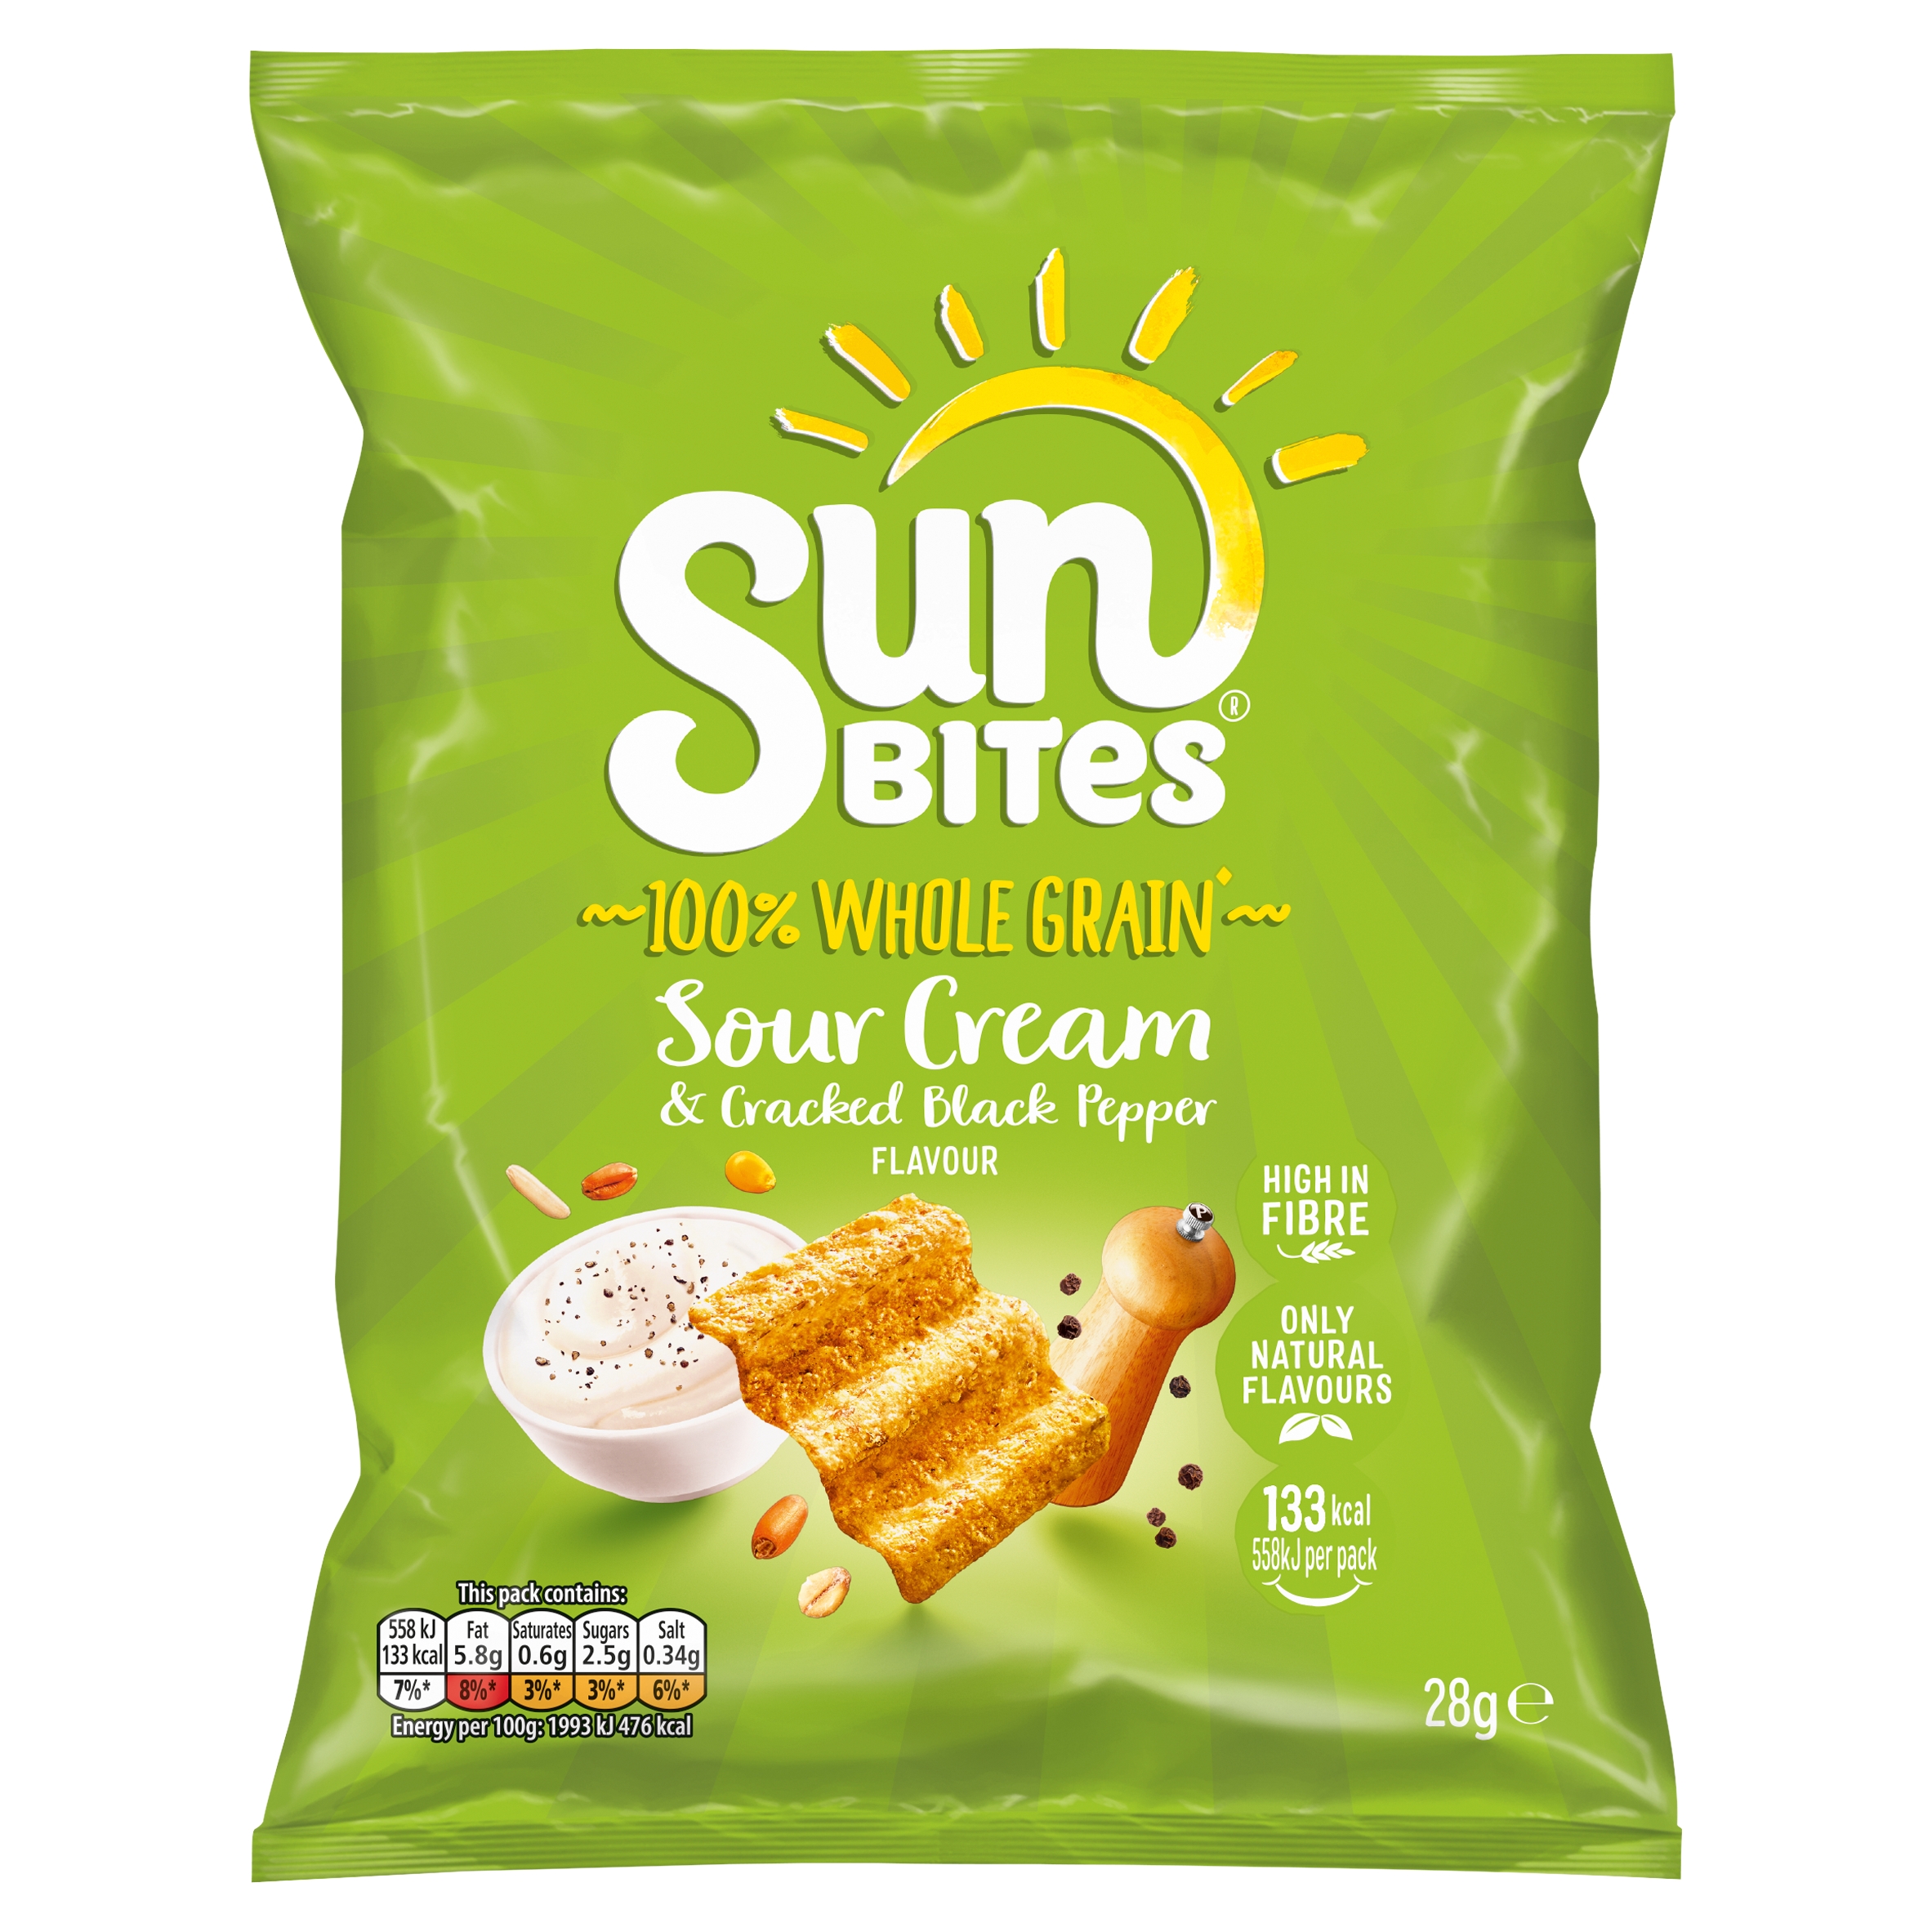 Sun
BITes®
100% WHOLE GRAIN♦
Sour Cream
& Cracked Black Pepper
FLAVOUR
HIGH IN
FIBRE
ONLY
NATURAL
FLAVOURS
133 kcal
558kJ per pack
P
This pack contains:
558 kJ Fat Saturates Sugars Salt
133 kcal 5.8g 0.6g 2.5g 0.34g
7%* 8%* 3%* 3%* 6%*
Energy per 100g: 1993 kJ 476 kcal
28g ℮